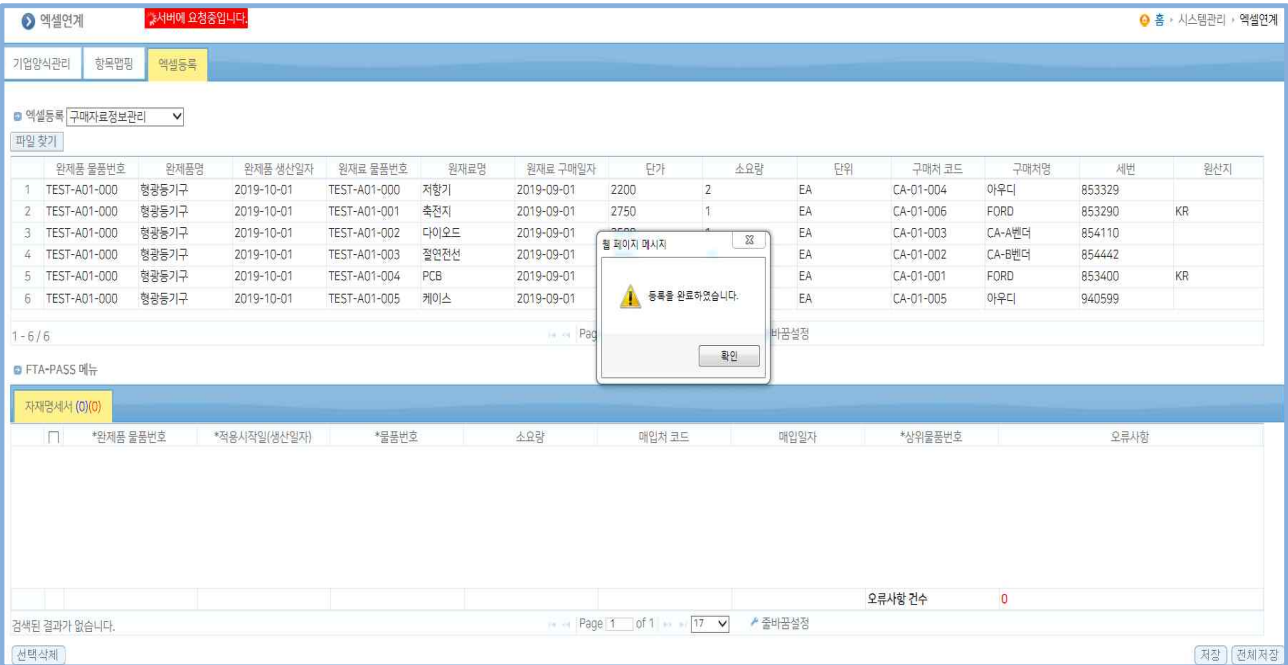 엑셀연계 서버에 요청중입니다. 홈 › 시스템관리 › 엑셀연계
기업양식관리 항목맵핑 엑셀등록
엑셀등록 구매자료정보관리
파일 찾기
완제품 물품번호 완제품명 완제품 생산일자 원재료 물품번호 원재료명 원재료 구매일자 단가 소요량 단위 구매처 코드 구매처명 세번 원산지
1 TEST-A01-000 형광등기구 2019-10-01 TEST-A01-000 저항기 2019-09-01 2200 2 EA CA-01-004 아우디 853329
2 TEST-A01-000 형광등기구 2019-10-01 TEST-A01-001 축전지 2019-09-01 2750 1 EA CA-01-006 FORD 853290 KR
3 TEST-A01-000 형광등기구 2019-10-01 TEST-A01-002 다이오드 2019-09-01 EA CA-01-003 CA-A벤더 854110
4 TEST-A01-000 형광등기구 2019-10-01 TEST-A01-003 절연전선 2019-09-01 EA CA-01-002 CA-B벤더 854442
5 TEST-A01-000 형광등기구 2019-10-01 TEST-A01-004 PCB 2019-09-01 EA CA-01-001 FORD 853400 KR
6 TEST-A01-000 형광등기구 2019-10-01 TEST-A01-005 케이스 2019-09-01 EA CA-01-005 아우디 940599
웹 페이지 메시지
등록을 완료하였습니다.
확인
1 - 6 / 6 Pag 바꿈설정
FTA-PASS 메뉴
자재명세서 (0)(0)
*완제품 물품번호 *적용시작일(생산일자) *물품번호 소요량 매입처 코드 매입일자 *상위물품번호 오류사항
오류사항 건수 0
검색된 결과가 없습니다. Page 1 of 1 17 줄바꿈설정
선택삭제 저장 전체저장